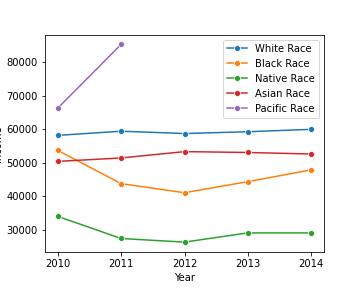 White Race
Black Race
Native Race
Asian Race
Pacific Race
80000
70000
60000
50000
40000
30000
2010 2011 2012 2013 2014
Year